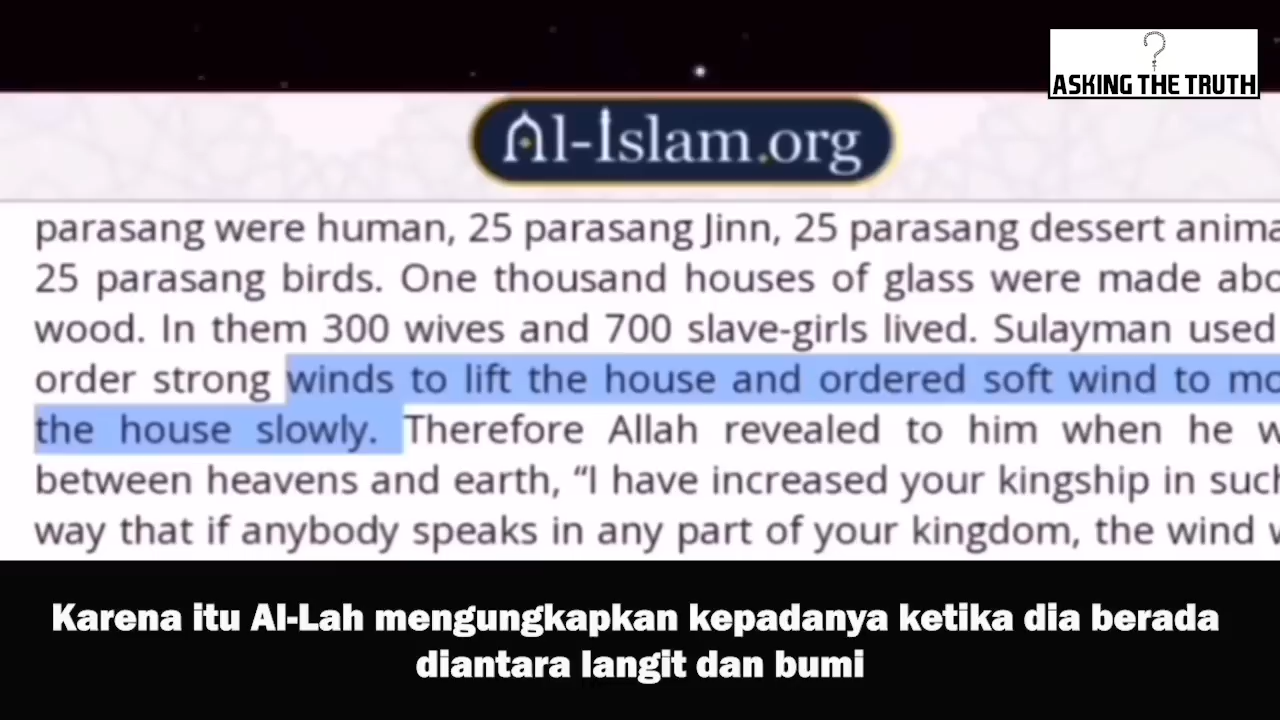 ?
ASKING THE TRUTH
Al-Islam.org
parasang were human, 25 parasang Jinn, 25 parasang dessert
25 parasang birds. One thousand houses of glass were made
wood. In them 300 wives and 700 slave-girls lived. Sulayman used
order strong winds to lift the house and ordered soft wind to
the house slowly. Therefore Allah revealed to him when he
between heavens and earth, “I have increased your kingship in
way that if anybody speaks in any part of your kingdom, the wind
Karena itu Al-Lah mengungkapkan kepadanya ketika dia berada
diantara langit dan bumi